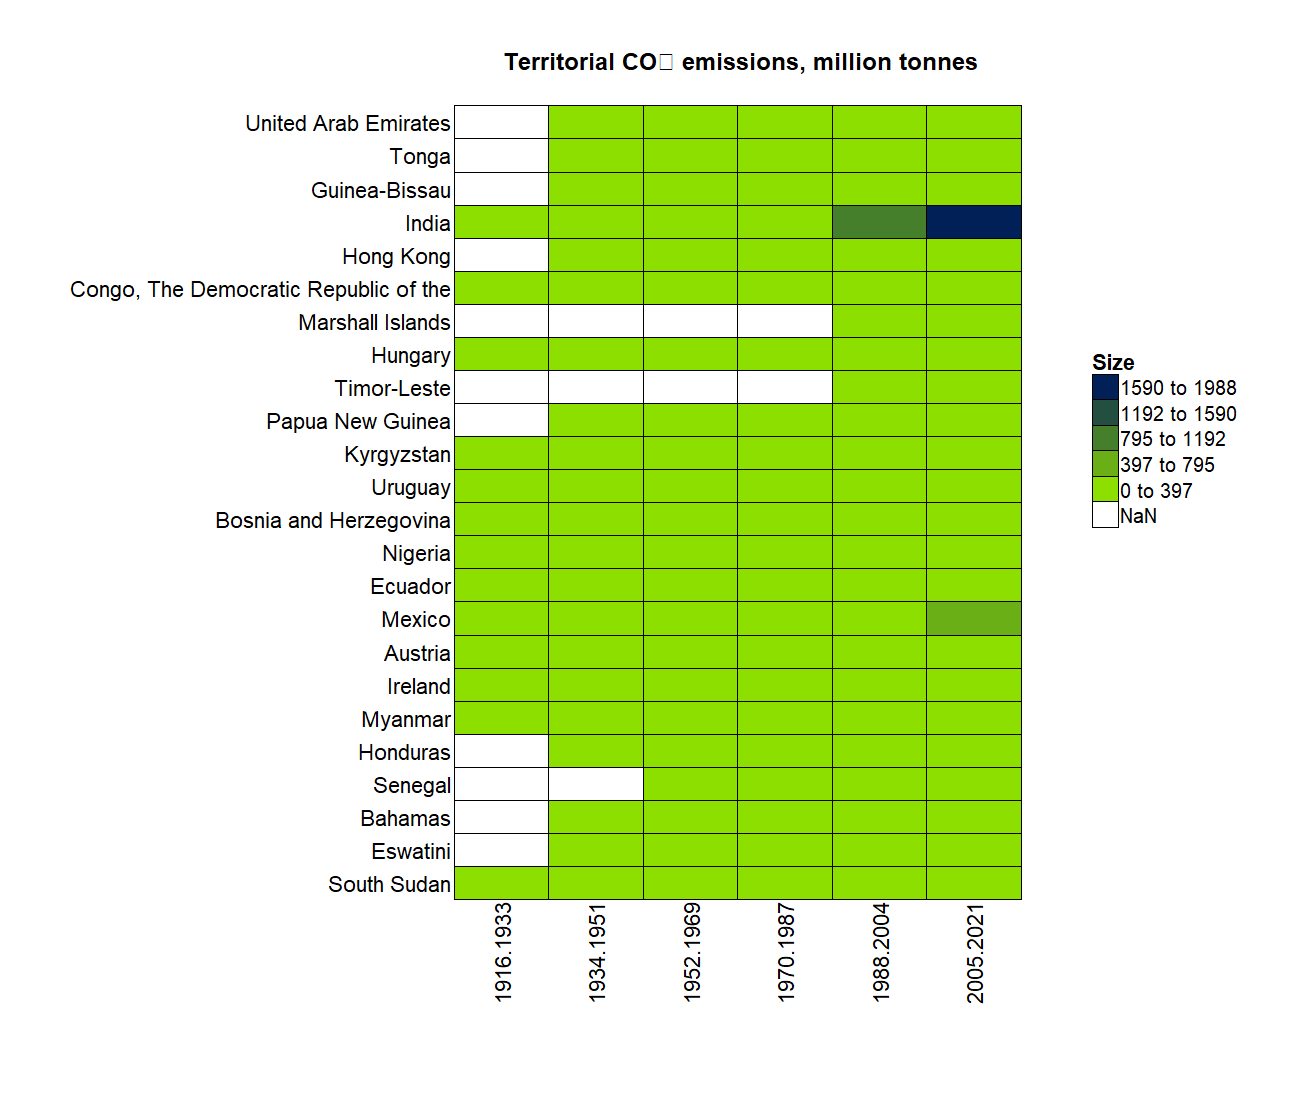 Territorial CO□ emissions, million tonnes
United Arab Emirates
Tonga
Guinea-Bissau
India
Hong Kong
Congo, The Democratic Republic of the
Marshall Islands
Hungary
Timor-Leste
Papua New Guinea
Kyrgyzstan
Uruguay
Bosnia and Herzegovina
Nigeria
Ecuador
Mexico
Austria
Ireland
Myanmar
Honduras
Senegal
Bahamas
Eswatini
South Sudan
1916.1933
1934.1951
1952.1969
1970.1987
1988.2004
2005.2021
Size
1590 to 1988
1192 to 1590
795 to 1192
397 to 795
0 to 397
NaN